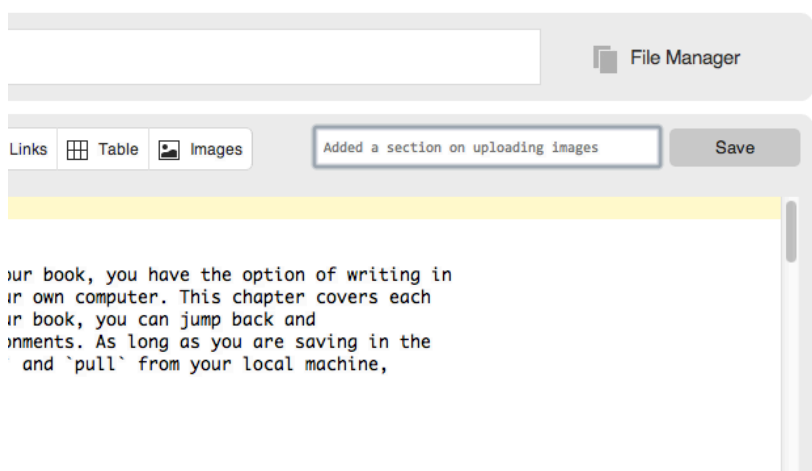 File Manager
Links Table Images Added a section on uploading images Save
our book, you have the option of writing in
ur own computer. This chapter covers each
ur book, you can jump back and
onments. As long as you are saving in the
` and `pull` from your local machine,